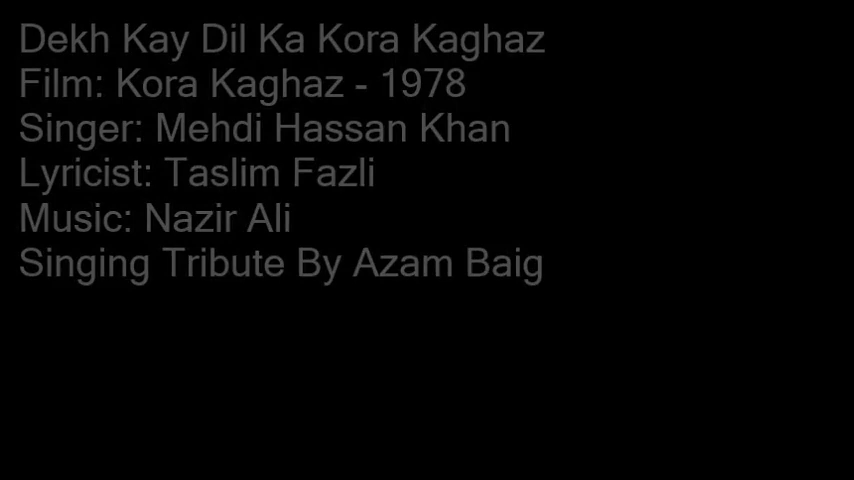 Dekh Kay Dil Ka Kora Kaghaz
Film: Kora Kaghaz - 1978
Singer: Mehdi Hassan Khan
Lyricist: Taslim Fazli
Music: Nazir Ali
Singing Tribute By Azam Baig